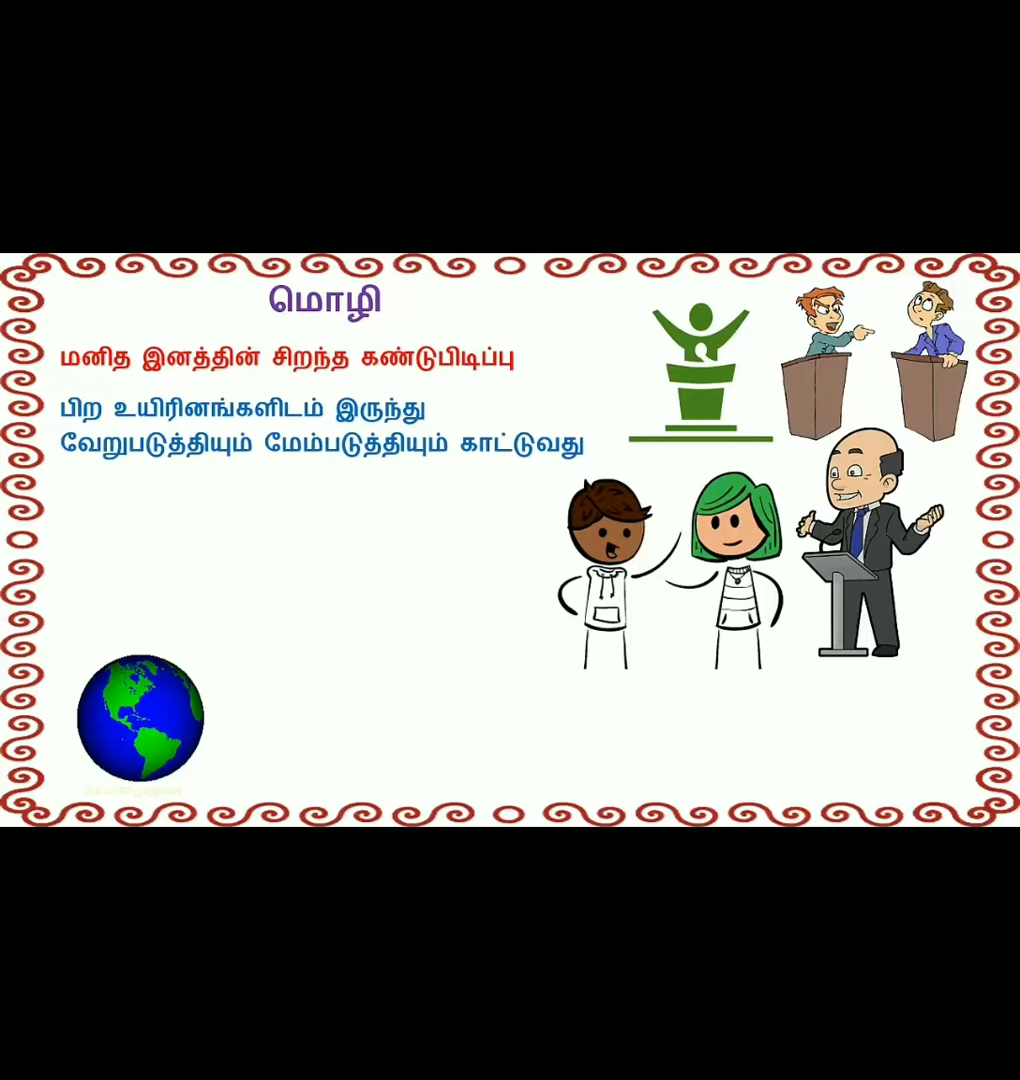 மொழி
மனித இனத்தின் சிறந்த கண்டுபிடிப்பு
பிற உயிரினங்களிடம் இருந்து
வேறுபடுத்தியும் மேம்படுத்தியும் காட்டுவது